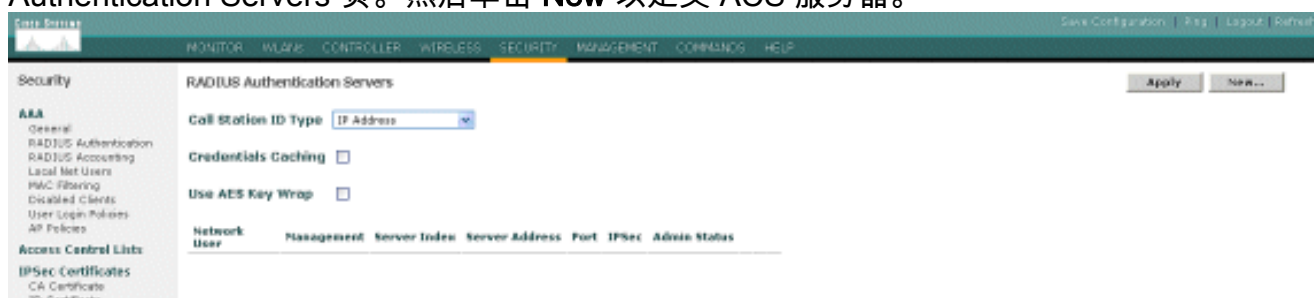 Authentication Servers 页。然后单击 New 以定义 ACS 服务器。
Cisco Systems
Save Configuration | Ping | Logout | Refresh
MONITOR WLANs CONTROLLER WIRELESS SECURITY MANAGEMENT COMMANDS HELP
Security
RADIUS Authentication Servers
Apply New...
AAA
General
RADIUS Authentication
RADIUS Accounting
Local Net Users
MAC Filtering
Disabled Clients
User Login Policies
AP Policies
Access Control Lists
IPSec Certificates
CA Certificate
Call Station ID Type IP Address
Credentials Caching
Use AES Key Wrap
Network User Management Server Index Server Address Port IPSec Admin Status